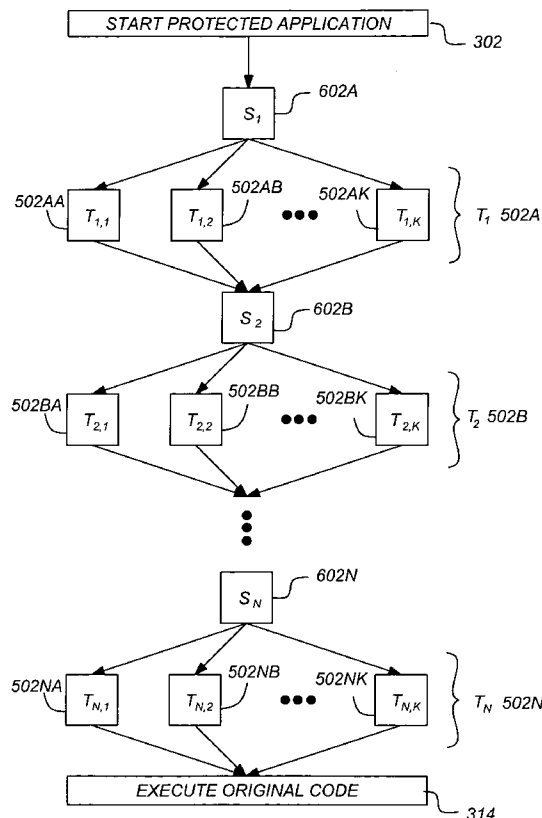 START PROTECTED APPLICATION
302
602A
S1
502AA
T1,1
502AB
T1,2
502AK
T1,K
T1 502A
S2
602B
502BA
T2,1
502BB
T2,2
502BK
T2,K
T2 502B
602N
SN
502NA
TN,1
502NB
TN,2
502NK
TN,K
TN 502N
EXECUTE ORIGINAL CODE
314